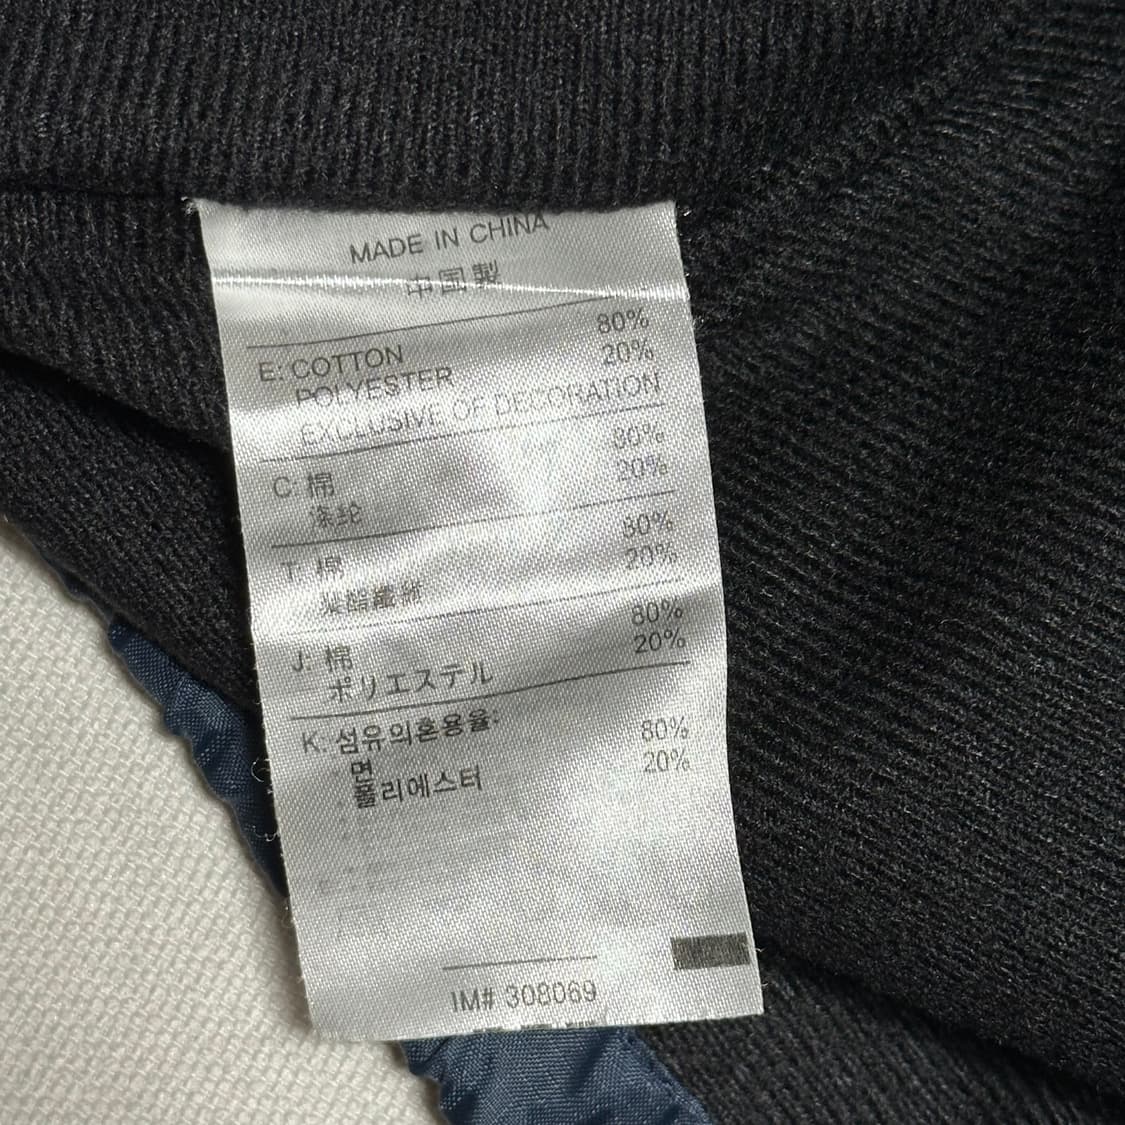 MADE IN CHINA
中国製
80%
E: COTTON 20%
POLYESTER
EXCLUSIVE OF DECORATION
80%
C: 棉 20%
涤纶
80%
T: 棉 20%
聚酯纖維
80%
J: 棉 20%
ポリエステル
K: 섬유의혼용율:
면 80%
폴리에스터 20%
IM# 308069